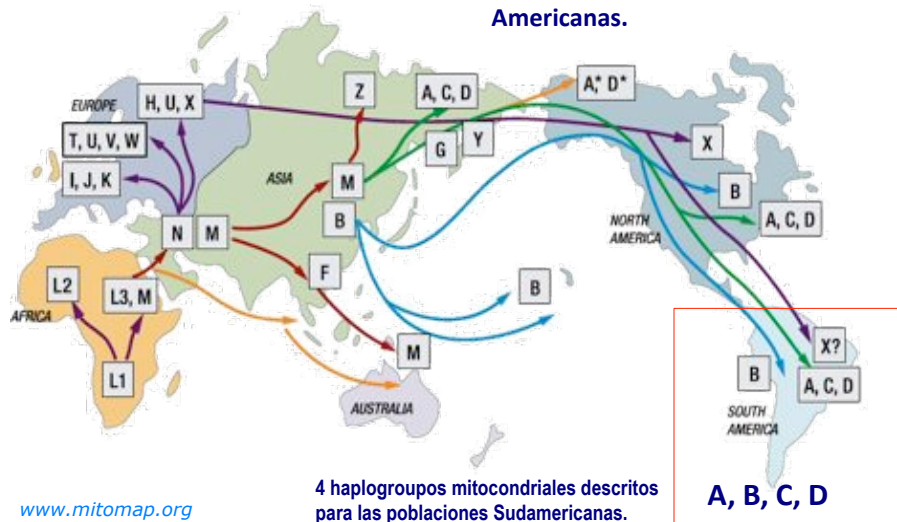 Americanas.
Z
A, C, D
A,* D*
EUROPE
H, U, X
T, U, V, W
G
Y
X
I, J, K
ASIA
M
B
B
N
M
NORTH
AMERICA
A, C, D
F
L2
L3, M
B
AFRICA
M
X?
L1
B
A, C, D
AUSTRALIA
SOUTH
AMERICA
4 haplogroupos mitocondriales descritos
para las poblaciones Sudamericanas.
A, B, C, D
www.mitomap.org